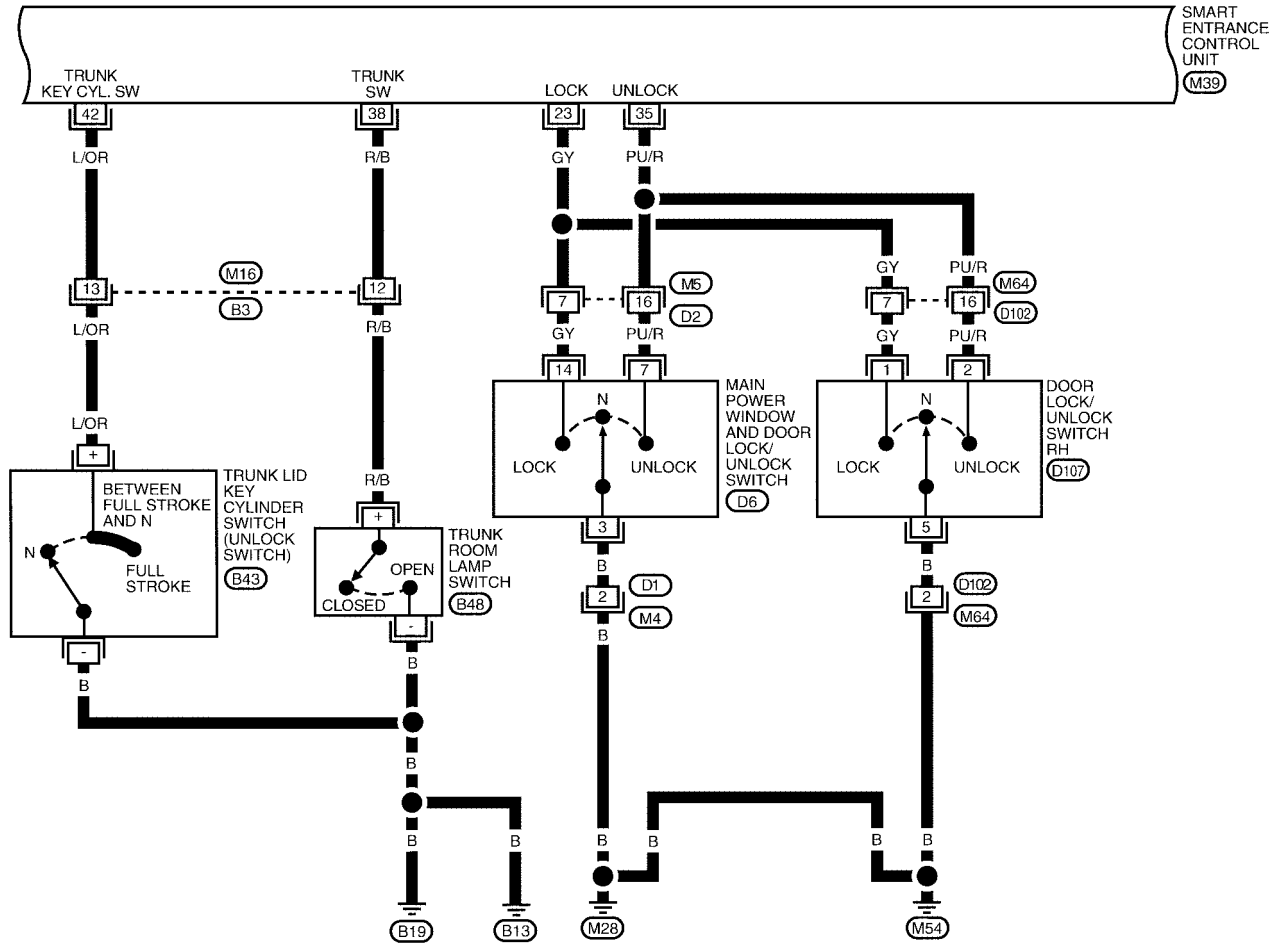 SMART
ENTRANCE
CONTROL
UNIT
M39
TRUNK
KEY CYL. SW
TRUNK
SW
LOCK
UNLOCK
42
38
23
35
L/OR
R/B
GY
PU/R
13
M16
B3
12
L/OR
R/B
7
16
M5
D2
GY
PU/R
GY
PU/R
7
16
M64
D102
GY
PU/R
14
7
1
2
N
LOCK
UNLOCK
MAIN
POWER
WINDOW
AND DOOR
LOCK/
UNLOCK
SWITCH
D6
N
LOCK
UNLOCK
DOOR
LOCK/
UNLOCK
SWITCH
RH
D107
L/OR
+
BETWEEN
FULL STROKE
AND N
N
FULL
STROKE
TRUNK LID
KEY
CYLINDER
SWITCH
(UNLOCK
SWITCH)
B43
-
B
R/B
+
OPEN
CLOSED
TRUNK
ROOM
LAMP
SWITCH
B48
-
B
3
B
2
D1
M4
B
5
B
2
D102
M64
B
B
B
B
B
B
B
B19
B13
M28
M54